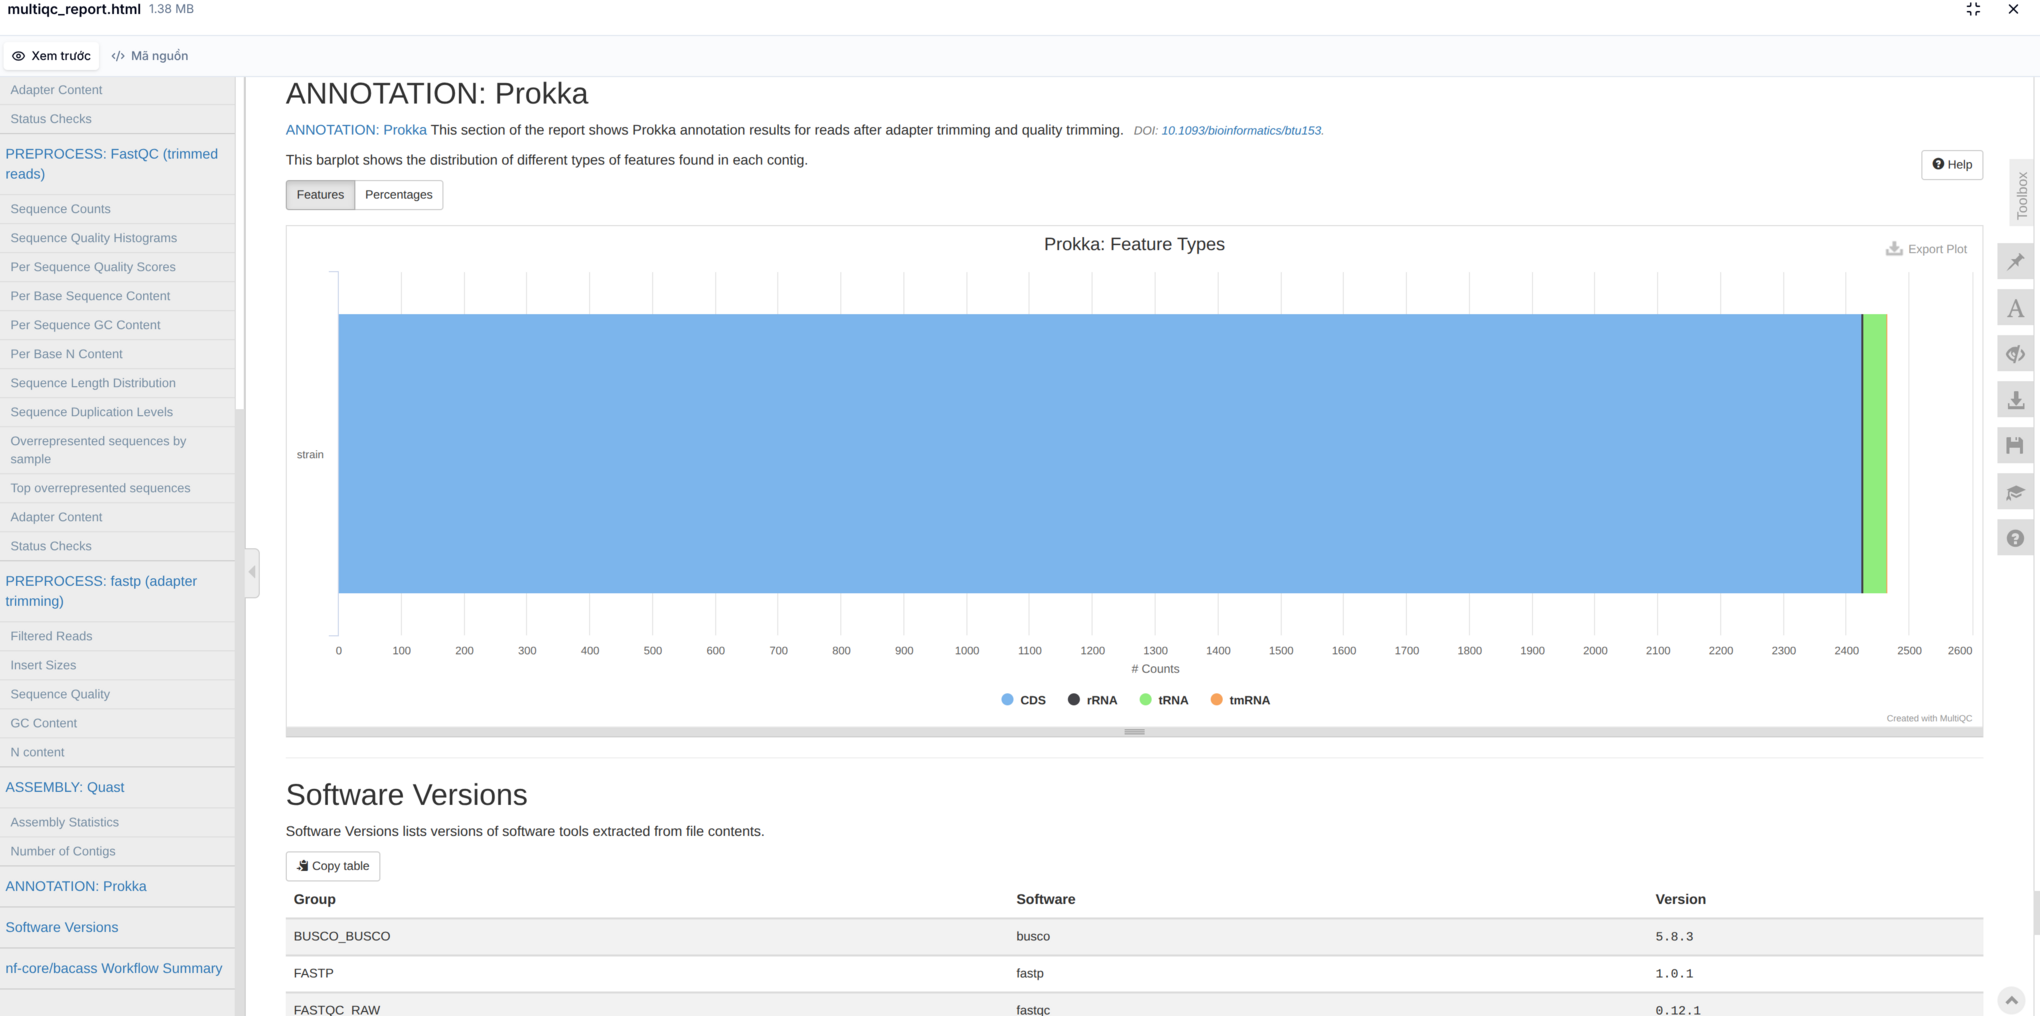 multiqc_report.html 1.38 MB
Xem trước
</> Mã nguồn
Adapter Content
Status Checks
PREPROCESS: FastQC (trimmed
reads)
Sequence Counts
Sequence Quality Histograms
Per Sequence Quality Scores
Per Base Sequence Content
Per Sequence GC Content
Per Base N Content
Sequence Length Distribution
Sequence Duplication Levels
Overrepresented sequences by
sample
Top overrepresented sequences
Adapter Content
Status Checks
PREPROCESS: fastp (adapter
trimming)
Filtered Reads
Insert Sizes
Sequence Quality
GC Content
N content
ASSEMBLY: Quast
Assembly Statistics
Number of Contigs
ANNOTATION: Prokka
Software Versions
nf-core/bacass Workflow Summary
ANNOTATION: Prokka
ANNOTATION: Prokka This section of the report shows Prokka annotation results for reads after adapter trimming and quality trimming. DOI: 10.1093/bioinformatics/btu153.
This barplot shows the distribution of different types of features found in each contig.
Help
Features Percentages
Prokka: Feature Types
Export Plot
strain
0 100 200 300 400 500 600 700 800 900 1000 1100 1200 1300 1400 1500 1600 1700 1800 1900 2000 2100 2200 2300 2400 2500 2600
# Counts
CDS rRNA tRNA tmRNA
Created with MultiQC
Software Versions
Software Versions lists versions of software tools extracted from file contents.
Copy table
Group Software Version
BUSCO_BUSCO busco 5.8.3
FASTP fastp 1.0.1
FASTQC_RAW fastqc 0.12.1
Toolbox
A